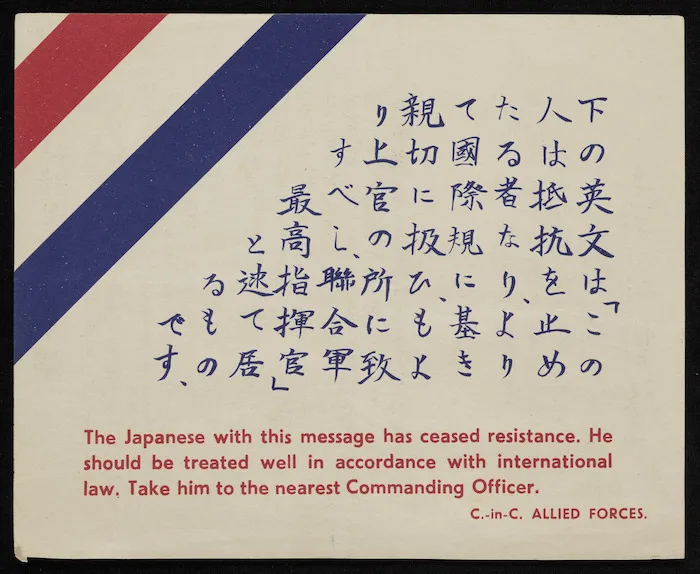 下の英文は「この
人は抵抗を止め
たる者なり、より
て國際規に基き
親切に扱ひ、もよ
り上官の所に致
すべし、聯合軍
最高指揮官」
と述て居
るもの
です、
The Japanese with this message has ceased resistance. He
should be treated well in accordance with international
law. Take him to the nearest Commanding Officer.
C.-in-C. ALLIED FORCES.